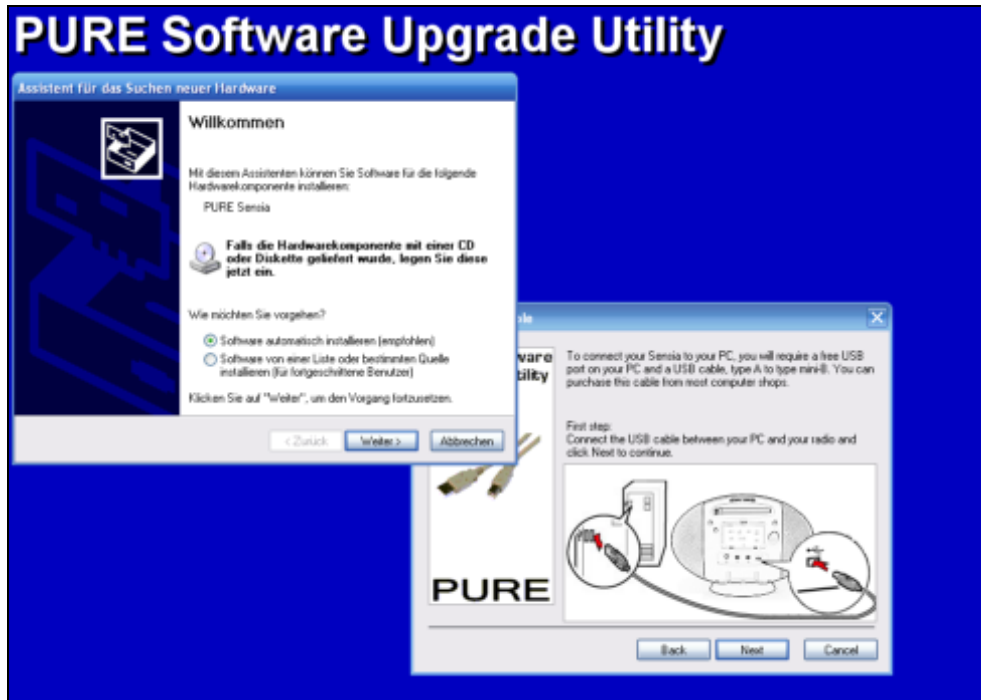 PURE Software Upgrade Utility
Assistent für das Suchen neuer Hardware
Willkommen
Mit diesem Assistenten können Sie Software für die folgende
Hardwarekomponente installieren:
PURE Sensia
Falls die Hardwarekomponente mit einer CD
oder Diskette geliefert wurde, legen Sie diese
jetzt ein.
Wie möchten Sie vorgehen?
Software automatisch installieren (empfohlen)
Software von einer Liste oder bestimmten Quelle
installieren (für fortgeschrittene Benutzer)
Klicken Sie auf "Weiter", um den Vorgang fortzusetzen.
< Zurück Weiter > Abbrechen
To connect your Sensia to your PC, you will require a free USB
port on your PC and a USB cable, type A to type mini-B. You can
purchase this cable from most computer shops.
First step:
Connect the USB cable between your PC and your radio and
click Next to continue.
PURE
Back Next Cancel